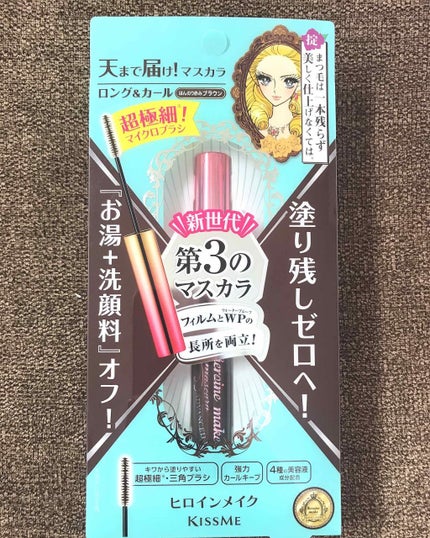 天まで届け!マスカラ
ロング&カール ほんのり赤みブラウン
掟
まつ毛は、一本残らず
美しく仕上げなくては。
超極細!
マイクロブラシ
新世代
第3の
マスカラ
フィルムとWPの
ウォータープルーフ
長所を両立!
『お湯+洗顔料』オフ!
塗り残しゼロへ!
heroine make
キワから塗りやすい
超極細・三角ブラシ
強力
カールキープ
4種の美容液
成分配合
ヒロインメイク
KISSME